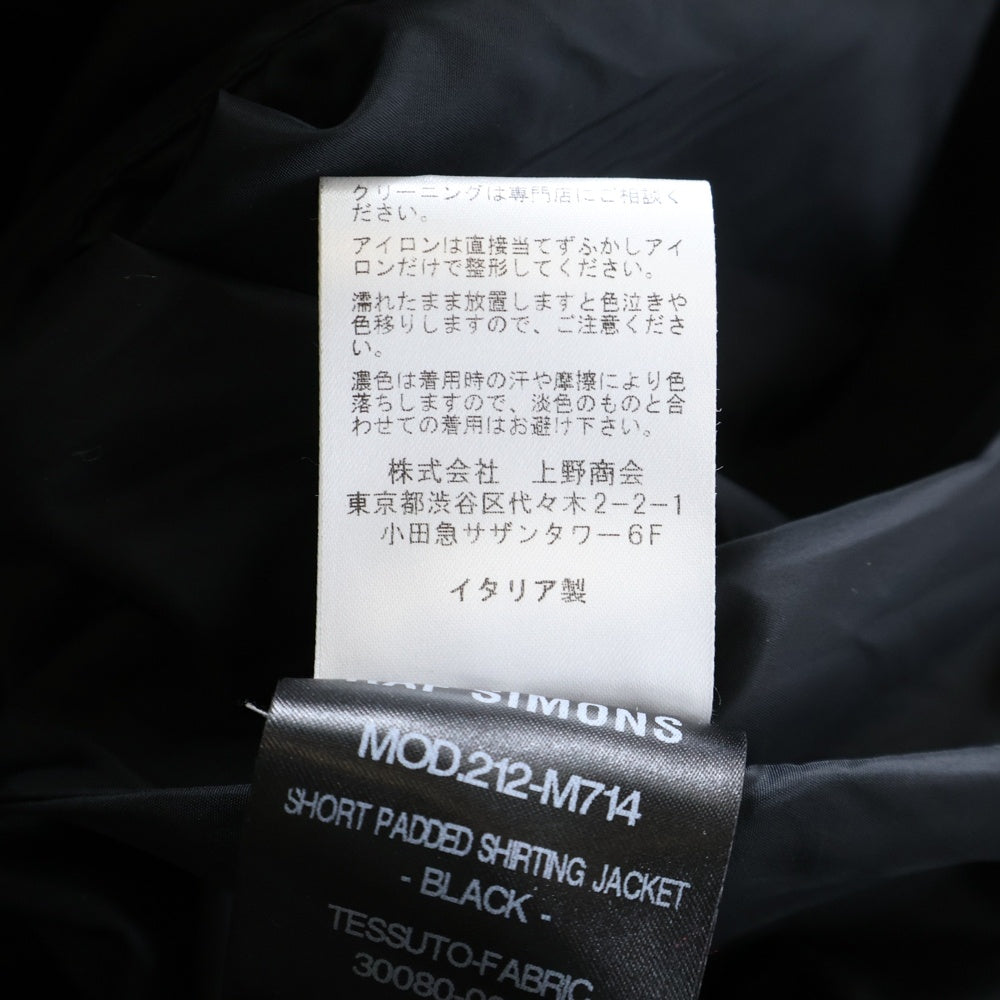 クリーニングは専門店にご相談く
ださい。
アイロンは直接当てずふかしアイ
ロンだけで整形してください。
濡れたまま放置しますと色泣きや
色移りしますので、ご注意くださ
い。
濃色は着用時の汗や摩擦により色
落ちしますので、淡色のものと合
わせての着用はお避け下さい。
株式会社 上野商会
東京都渋谷区代々木2-2-1
小田急サザンタワー6F
イタリア製
RAF SIMONS
MOD.212-M714
SHORT PADDED SHIRTING JACKET
- BLACK -
TESSUTO-FABRIC